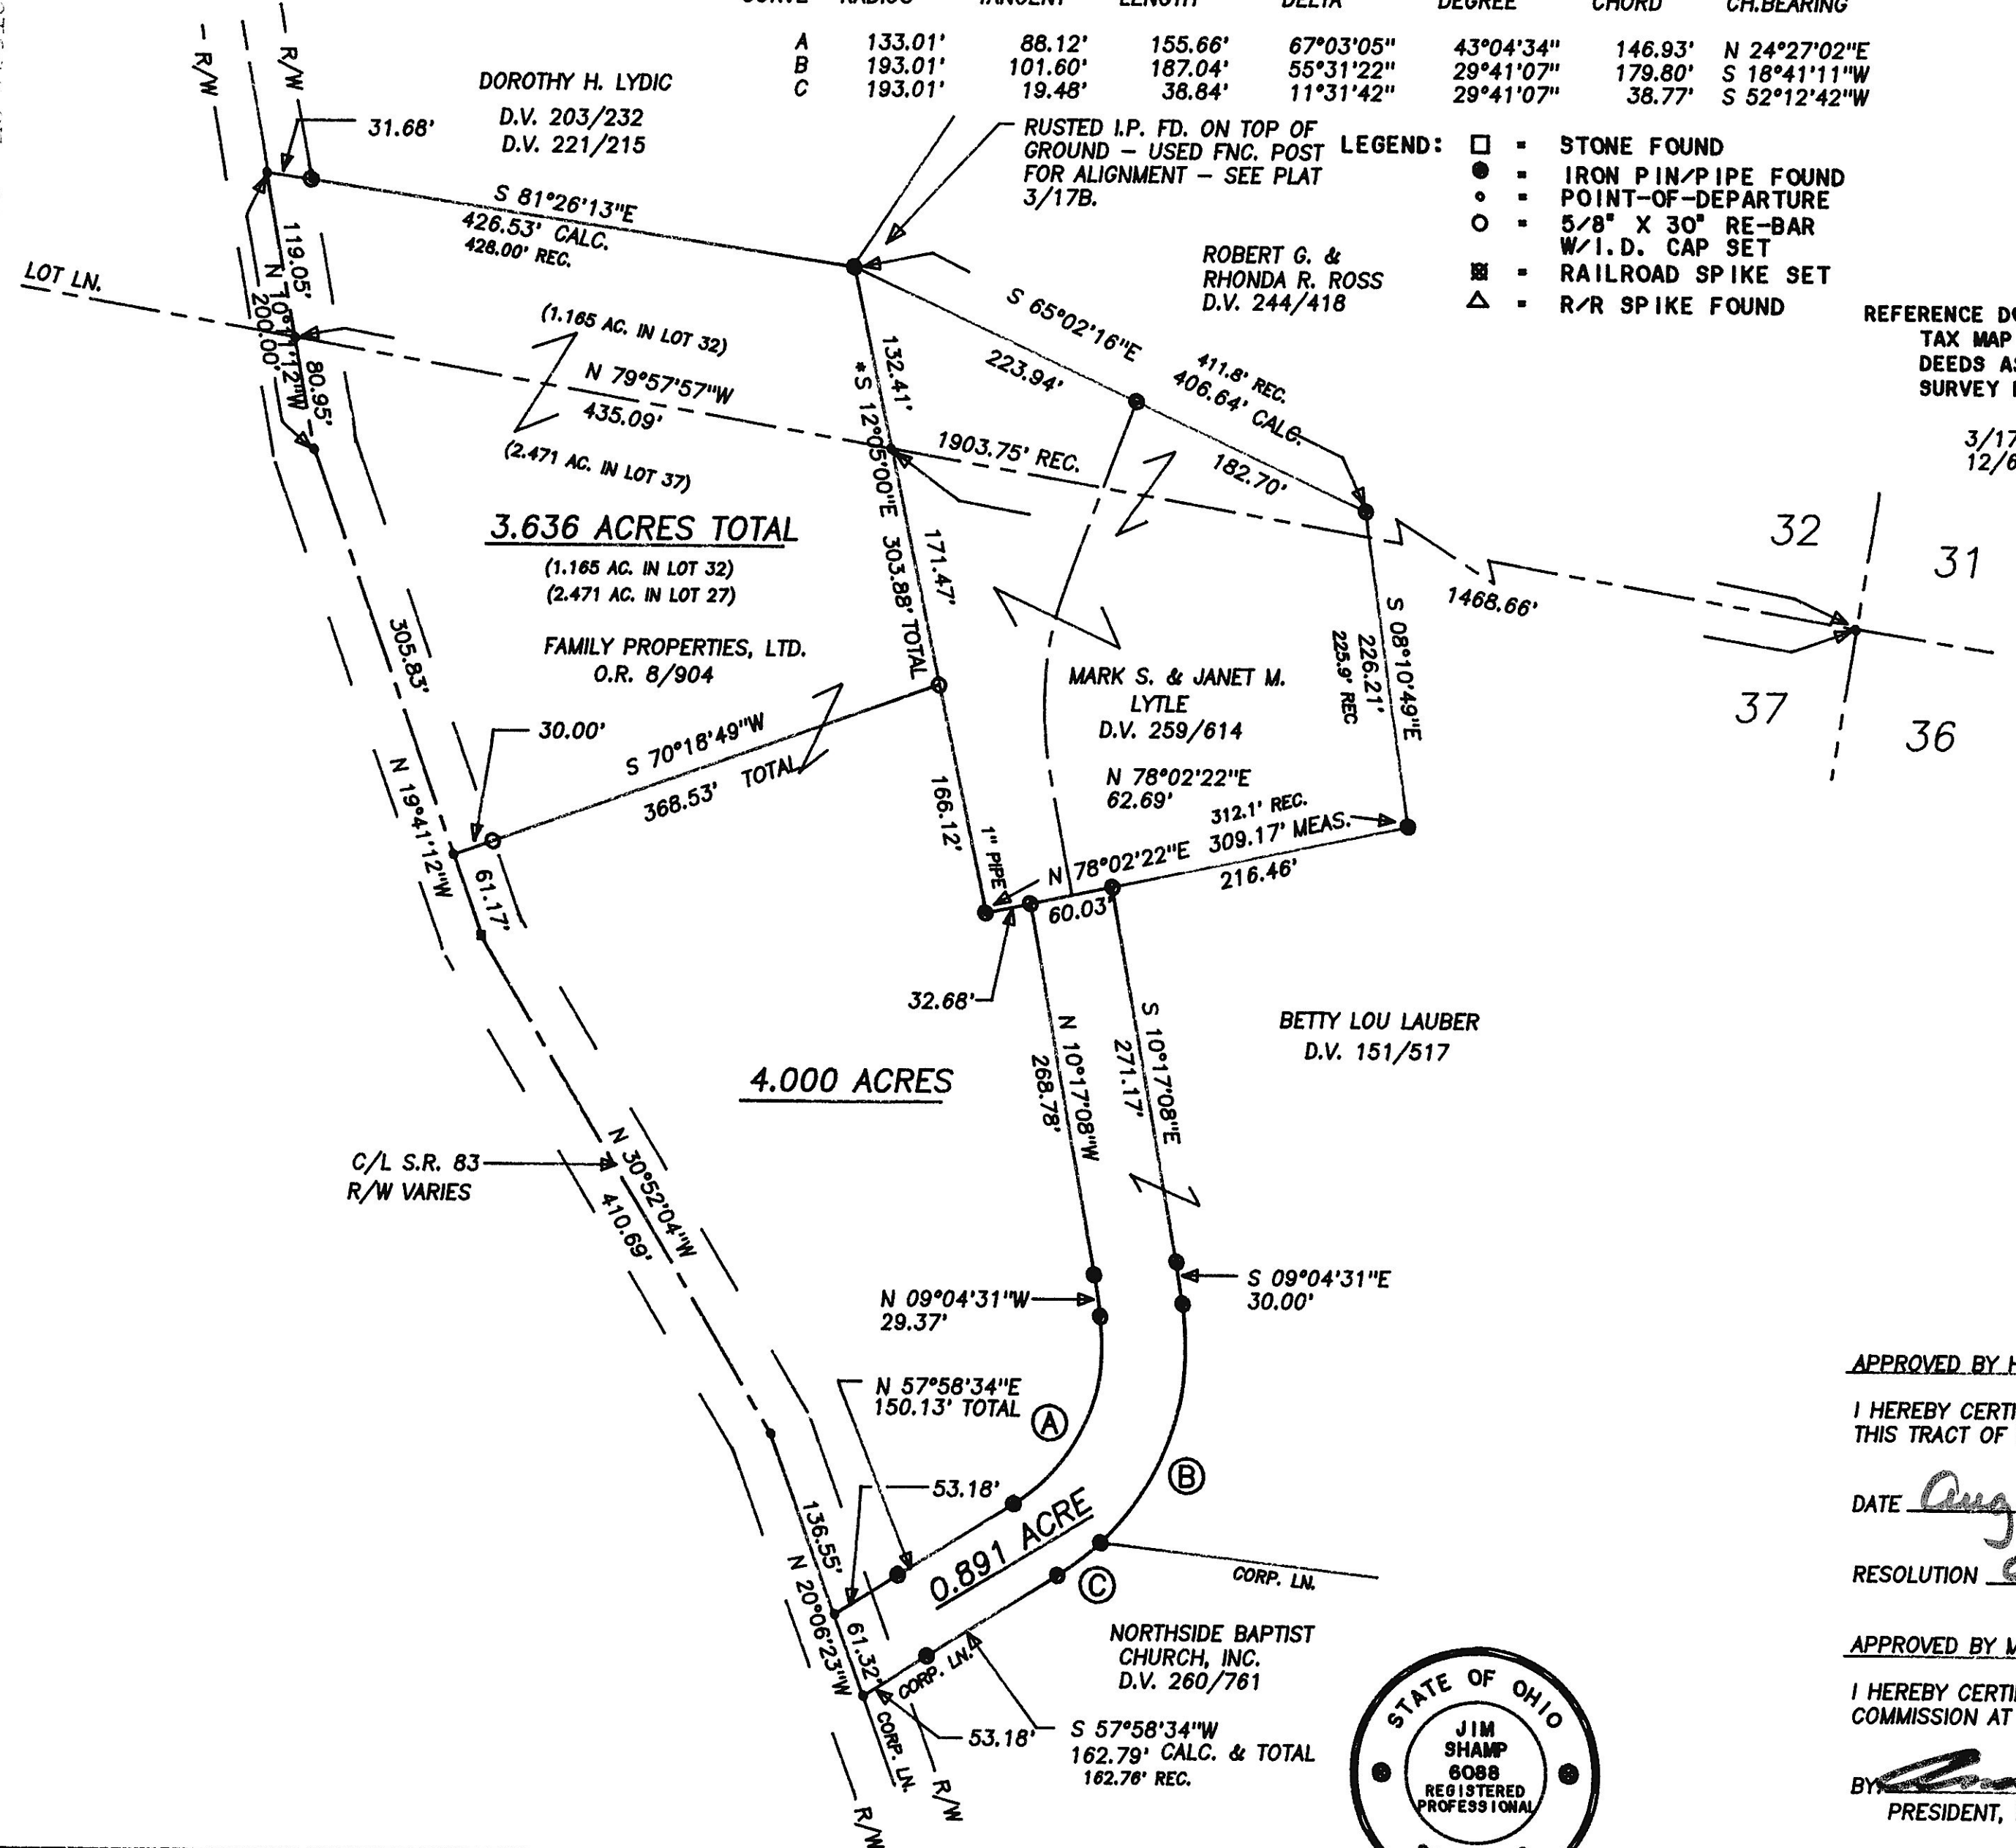 CURVE RADIUS TANGENT LENGTH DELTA DEGREE CHORD CH.BEARING
A 133.01' 88.12' 155.66' 67°03'05" 43°04'34" 146.93' N 24°27'02"E
B 193.01' 101.60' 187.04' 55°31'22" 29°41'07" 179.80' S 18°41'11"W
C 193.01' 19.48' 38.84' 11°31'42" 29°41'07" 38.77' S 52°12'42"W
R/W
R/W
31.68'
DOROTHY H. LYDIC
D.V. 203/232
D.V. 221/215
RUSTED I.P. FD. ON TOP OF
GROUND - USED FNC. POST
FOR ALIGNMENT - SEE PLAT
3/17B.
LEGEND:
□ = STONE FOUND
● = IRON PIN/PIPE FOUND
∘ = POINT-OF-DEPARTURE
○ = 5/8" X 30" RE-BAR
W/I.D. CAP SET
= RAILROAD SPIKE SET
△ = R/R SPIKE FOUND
S 81°26'13"E
426.53' CALC.
428.00' REC.
ROBERT G. &
RHONDA R. ROSS
D.V. 244/418
REFERENCE
TAX MAP
DEEDS
SURVEY
3/17
12/6
LOT LN.
119.05'
N 10°11'12"W
200.00'
80.95'
(1.165 AC. IN LOT 32)
N 79°57'57"W
435.09'
(2.471 AC. IN LOT 37)
132.41'
*S 12°05'00"E 303.88' TOTAL
171.47'
S 65°02'16"E
223.94'
411.8' REC.
406.64' CALC.
182.70'
1903.75' REC.
1468.66'
32
31
37
36
3.636 ACRES TOTAL
(1.165 AC. IN LOT 32)
(2.471 AC. IN LOT 27)
FAMILY PROPERTIES, LTD.
O.R. 8/904
305.83'
N 19°41'12"W
30.00'
S 70°18'49"W
368.53' TOTAL
61.17'
MARK S. & JANET M.
LYTLE
D.V. 259/614
S 08°10'49"E
226.21'
225.9' REC
N 78°02'22"E
62.69'
312.1' REC.
309.17' MEAS.
N 78°02'22"E
216.46'
166.12'
1" PIPE
60.03'
32.68'
BETTY LOU LAUBER
D.V. 151/517
4.000 ACRES
N 10°17'08"W
268.78'
S 10°17'08"E
271.17'
C/L S.R. 83
R/W VARIES
N 30°52'04"W
410.69'
N 09°04'31"W
29.37'
S 09°04'31"E
30.00'
N 57°58'34"E
150.13' TOTAL
A
B
53.18'
0.891 ACRE
C
CORP. LN.
136.55'
N 20°06'23"W
61.32'
CORP. LN.
CORP. LN.
53.18'
S 57°58'34"W
162.79' CALC. & TOTAL
162.76' REC.
R/W
R/W
NORTHSIDE BAPTIST
CHURCH, INC.
D.V. 260/761
STATE OF OHIO
JIM
SHAMP
6088
REGISTERED
PROFESSIONAL
APPROVED BY
I HEREBY
THIS TRACT OF
DATE Aug
RESOLUTION
APPROVED BY
I HEREBY
COMMISSION AT
BY:
PRESIDENT,